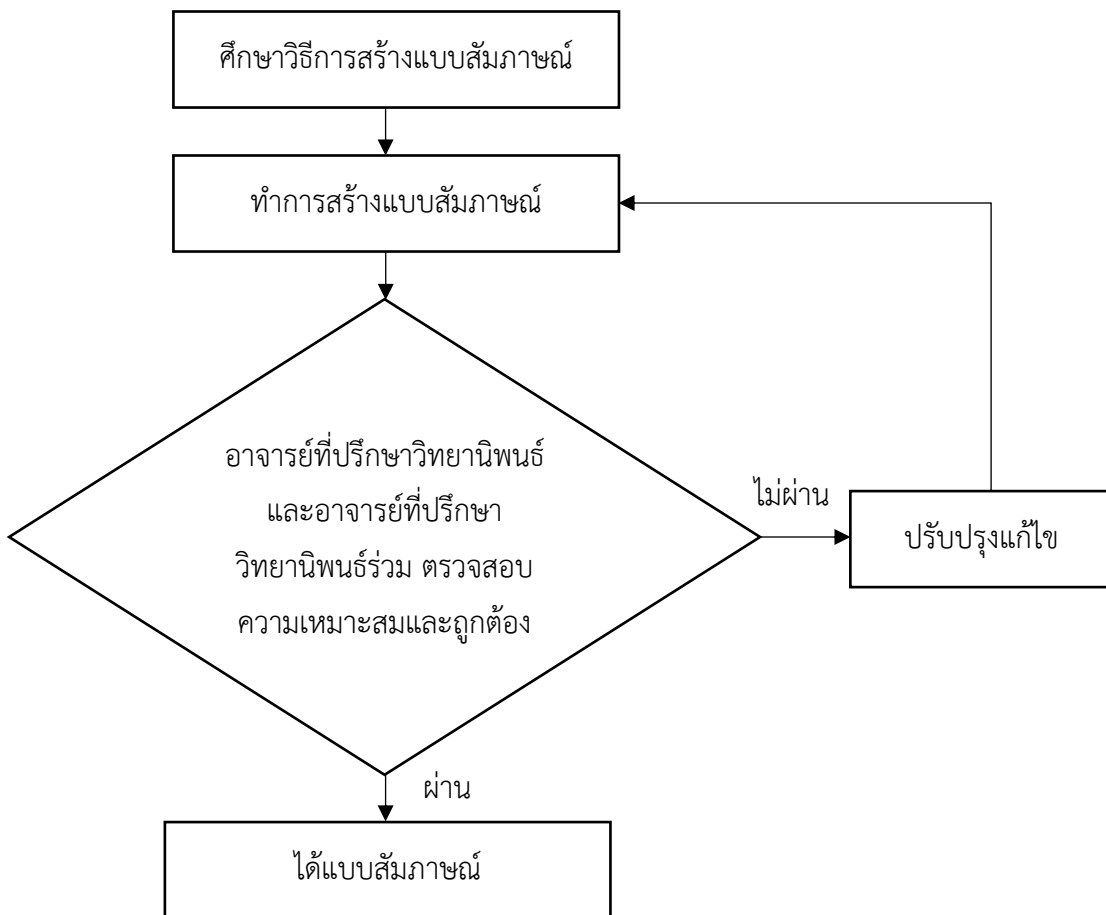 ศึกษาวิธีการสร้างแบบสัมภาษณ์
ทำการสร้างแบบสัมภาษณ์
อาจารย์ที่ปรึกษาวิทยานิพนธ์
และอาจารย์ที่ปรึกษา
วิทยานิพนธ์ร่วม ตรวจสอบ
ความเหมาะสมและถูกต้อง
ไม่ผ่าน
ปรับปรุงแก้ไข
ผ่าน
ได้แบบสัมภาษณ์